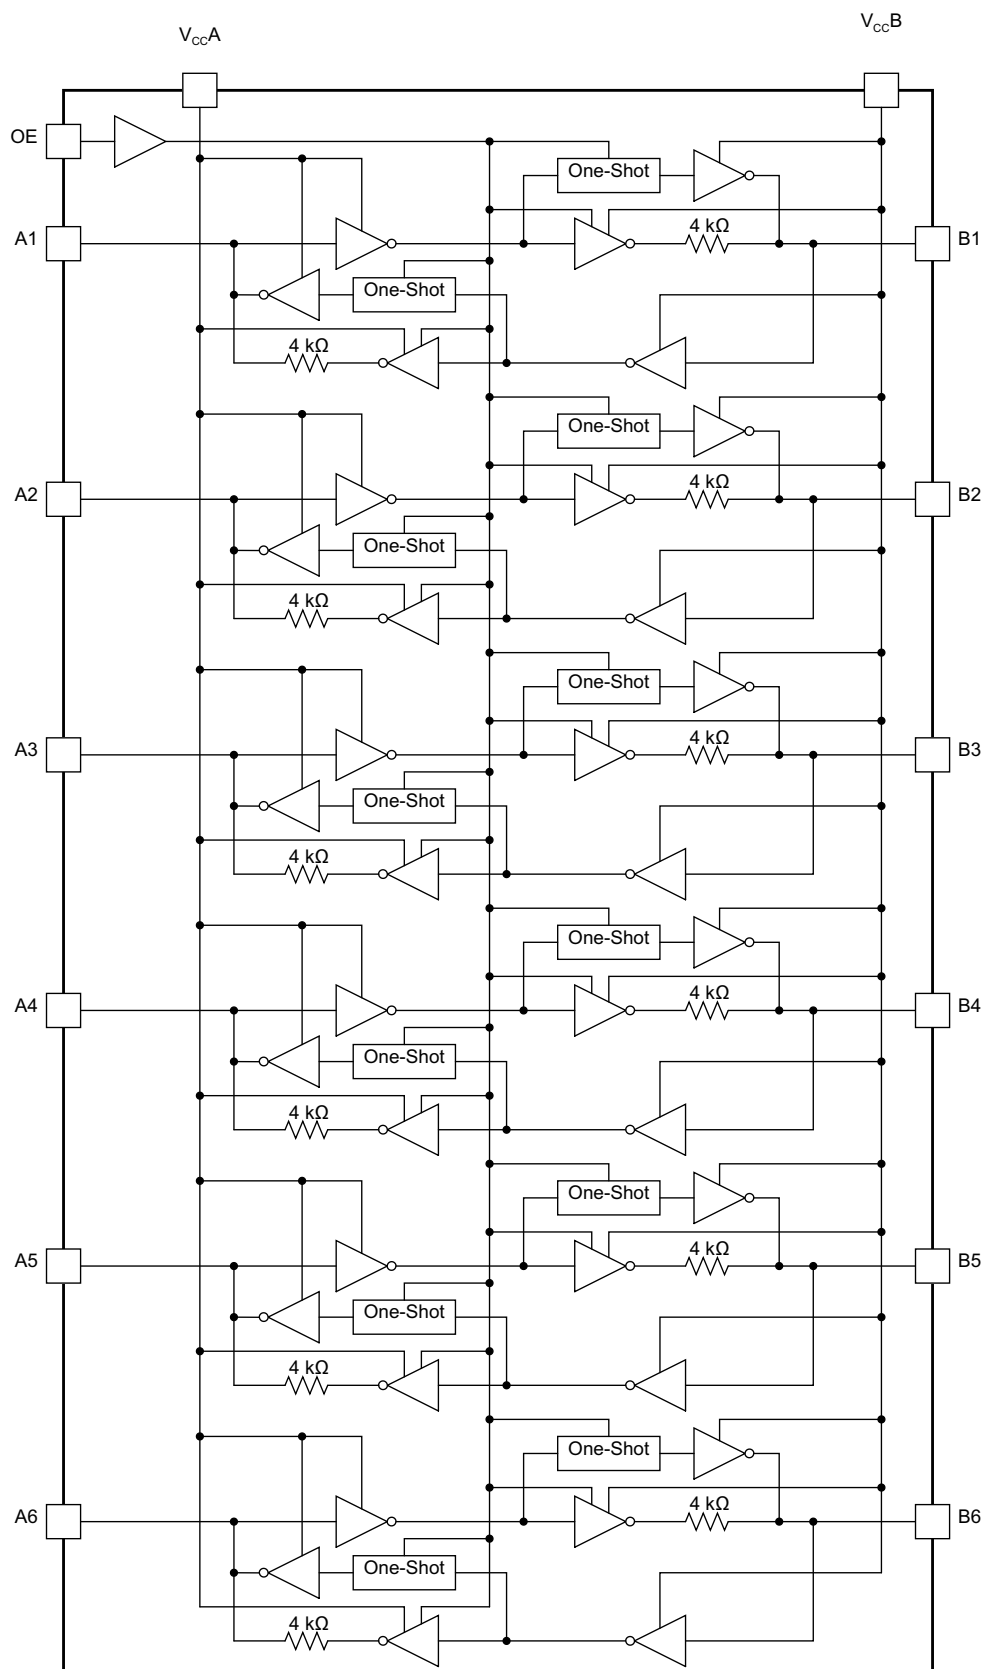 VCCA
VCCB
OE
One-Shot
A1
4 kΩ
B1
One-Shot
4 kΩ
One-Shot
A2
4 kΩ
B2
One-Shot
4 kΩ
One-Shot
A3
4 kΩ
B3
One-Shot
4 kΩ
One-Shot
A4
4 kΩ
B4
One-Shot
4 kΩ
One-Shot
A5
4 kΩ
B5
One-Shot
4 kΩ
One-Shot
A6
4 kΩ
B6
One-Shot
4 kΩ